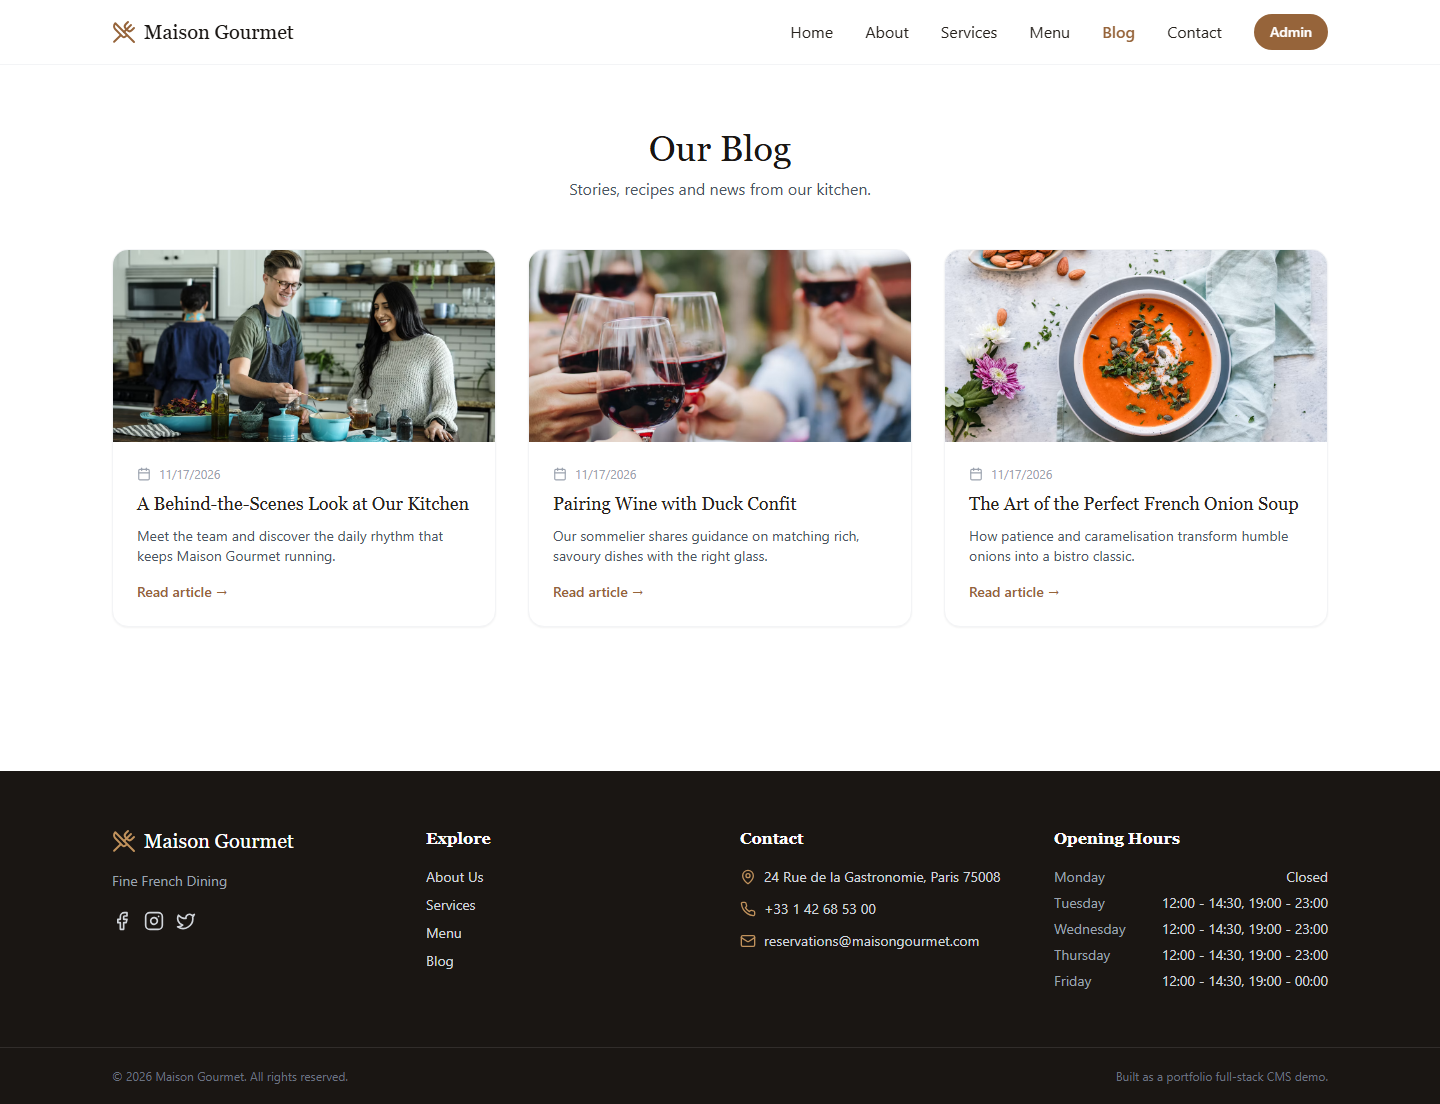 Maison Gourmet
Home
About
Services
Menu
Blog
Contact
Admin
Our Blog
Stories, recipes and news from our kitchen.
11/17/2026
A Behind-the-Scenes Look at Our Kitchen
Meet the team and discover the daily rhythm that
keeps Maison Gourmet running.
Read article →
11/17/2026
Pairing Wine with Duck Confit
Our sommelier shares guidance on matching rich,
savoury dishes with the right glass.
Read article →
11/17/2026
The Art of the Perfect French Onion Soup
How patience and caramelisation transform humble
onions into a bistro classic.
Read article →
Maison Gourmet
Fine French Dining
Explore
About Us
Services
Menu
Blog
Contact
24 Rue de la Gastronomie, Paris 75008
+33 1 42 68 53 00
reservations@maisongourmet.com
Opening Hours
Monday Closed
Tuesday 12:00 - 14:30, 19:00 - 23:00
Wednesday 12:00 - 14:30, 19:00 - 23:00
Thursday 12:00 - 14:30, 19:00 - 23:00
Friday 12:00 - 14:30, 19:00 - 00:00
© 2026 Maison Gourmet. All rights reserved.
Built as a portfolio full-stack CMS demo.